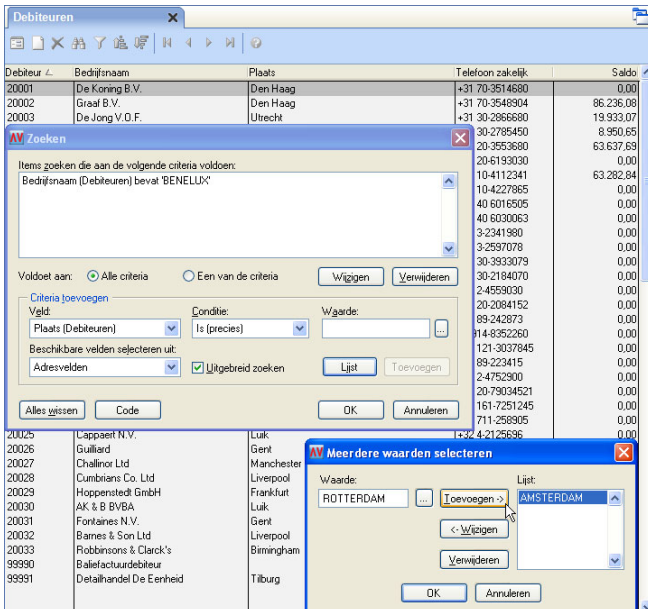 Debiteuren
Debiteur Bedrijfsnaam Plaats Telefoon zakelijk Saldo
20001 De Koning B.V. Den Haag +31 70-3514680 0,00
20002 Graaf B.V. Den Haag +31 70-3548904 86.236,08
20003 De Jong V.O.F. Utrecht +31 30-2866680 19.933,07
30-2785450 8.950,65
20-3553680 63.637,69
20-6193030 0,00
10-4112341 63.282,84
10-4227865 0,00
40 6016505 0,00
40 6030063 0,00
3-2341980 0,00
3-2597078 0,00
30-3933079 0,00
30-2184070 0,00
2-4559030 0,00
20-2084152 0,00
89-242873 0,00
914-8352260 0,00
121-3037845 0,00
89-223415 0,00
2-4752900 0,00
20-79034521 0,00
161-7251245 0,00
711-258905 0,00
Zoeken
Items zoeken die aan de volgende criteria voldoen:
Bedrijfsnaam (Debiteuren) bevat 'BENELUX'
Voldoet aan: Alle criteria Een van de criteria Wijzigen Verwijderen
Criteria toevoegen
Veld: Conditie: Waarde:
Plaats (Debiteuren) Is (precies) ...
Beschikbare velden selecteren uit:
Adresvelden Uitgebreid zoeken Lijst Toevoegen
Alles wissen Code OK Annuleren
20025 Cappaert N.V. Luik +32 4-2125696 0,00
20026 Guilliard Gent
20027 Challinor Ltd Manchester
20028 Cumbrians Co. Ltd Liverpool
20029 Hoppenstedt GmbH Frankfurt
20030 AK & B BVBA Luik
20031 Fontaines N.V. Gent
20032 Barnes & Son Ltd Liverpool
20033 Robbinsons & Clarck's Birmingham
99990 Baliefactuurdebiteur
99991 Detailhandel De Eenheid Tilburg
Meerdere waarden selecteren
Waarde: Lijst:
ROTTERDAM ... Toevoegen -> AMSTERDAM
<- Wijzigen
Verwijderen
OK Annuleren